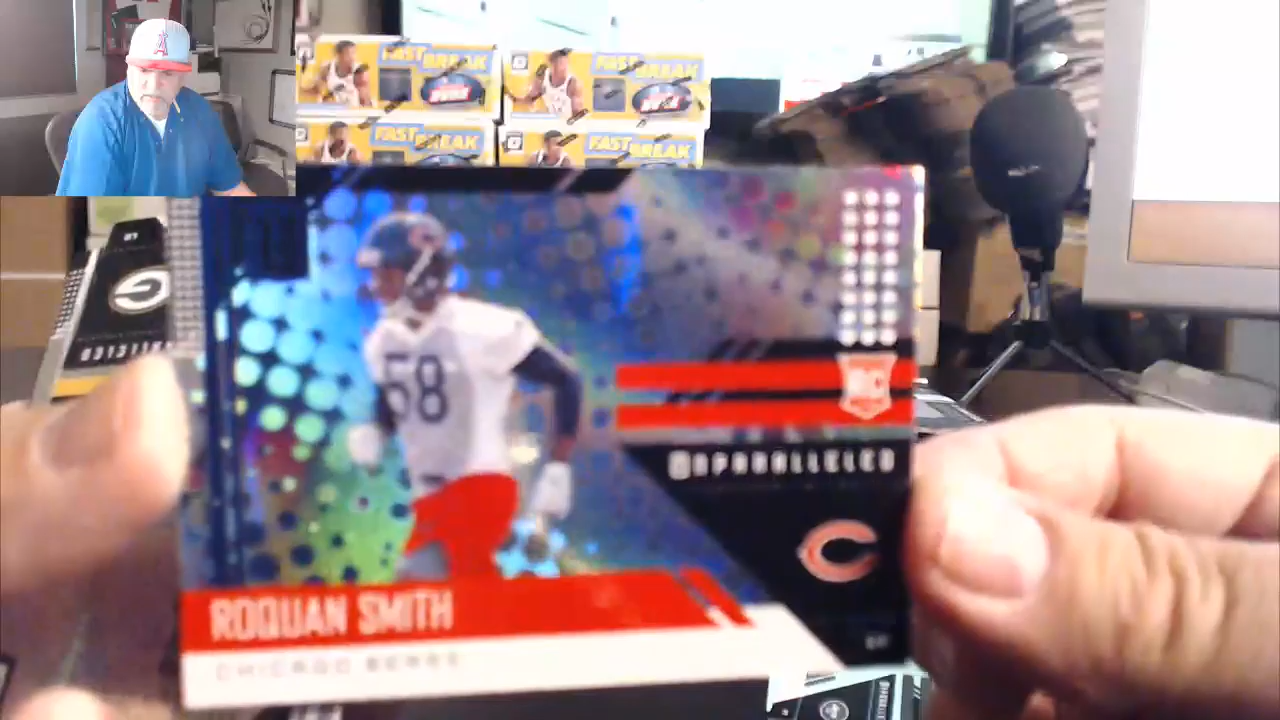 A
FAST BREAK
FAST BREAK
FAST BREAK
FAST BREAK
G
58
RC
UNPARALLELED
C
ROQUAN SMITH
CHICAGO BEARS